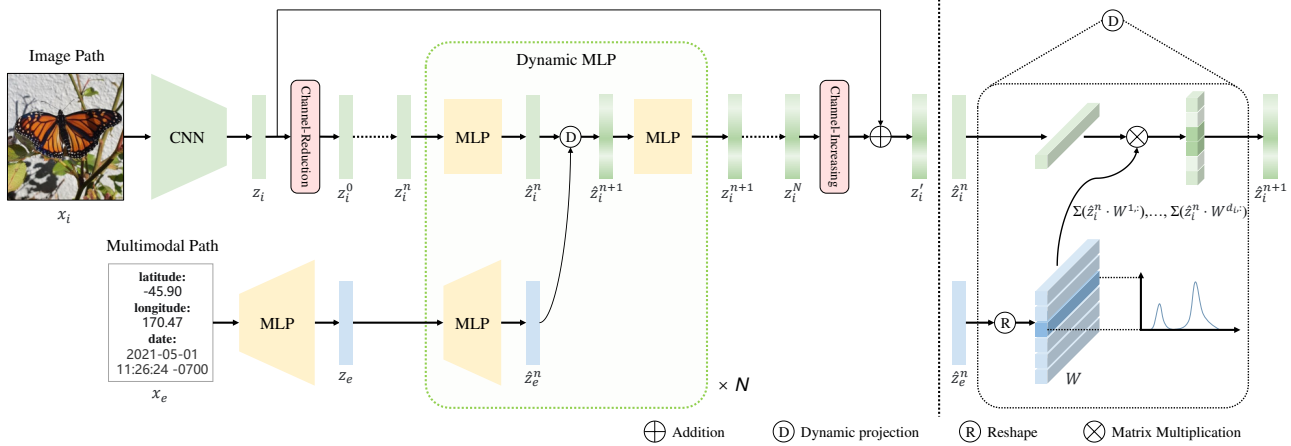 Image Path
Dynamic MLP
CNN
Channel-Reduction
MLP
D
MLP
Channel-Increasing
z_i
z_i^0
z_i^n
ẑ_i^n
ẑ_i^{n+1}
z_i^{n+1}
z_i^N
z_i′
x_i
Multimodal Path
latitude:
-45.90
longitude:
170.47
date:
2021-05-01
11:26:24 -0700
x_e
MLP
z_e
MLP
ẑ_e^n
× N
D
ẑ_i^n
ẑ_i^{n+1}
Σ(ẑ_i^n · W^{1,:}),…, Σ(ẑ_i^n · W^{d_i,:})
R
ẑ_e^n
W
Addition
D Dynamic projection
R Reshape
Matrix Multiplication